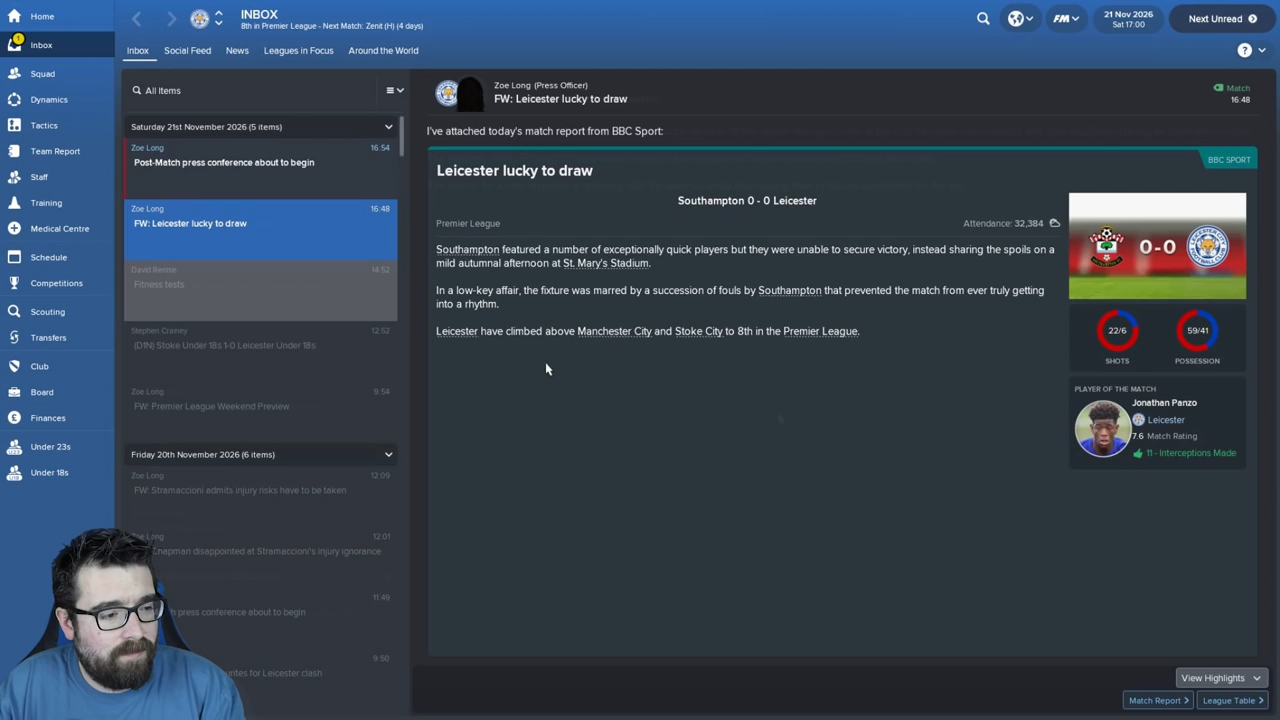 Home
INBOX
8th in Premier League - Next Match: Zenit (H) (4 days)
FM
21 Nov 2026
Sat 17:00
Next Unread
1
Inbox
Squad
Dynamics
Tactics
Team Report
Staff
Training
Medical Centre
Schedule
Competitions
Scouting
Transfers
Club
Board
Finances
Under 23s
Under 18s
Inbox
Social Feed
News
Leagues in Focus
Around the World
?
All Items
Saturday 21st November 2026 (5 items)
Zoe Long
16:54
Post-Match press conference about to begin
Zoe Long
16:48
FW: Leicester lucky to draw
14:52
Fitness tests
Stephen Crainey
12:52
(D1N) Stoke Under 18s 1-0 Leicester Under 18s
Zoe Long
9:54
FW: Premier League Weekend Preview
Friday 20th November 2026 (6 items)
Zoe Long
12:09
FW: Stramaccioni admits injury risks have to be taken
Zoe Long
12:01
Chapman disappointed at Stramaccioni's injury ignorance
11:49
press conference about to begin
9:50
for Leicester clash
Zoe Long (Press Officer)
FW: Leicester lucky to draw
Match
16:48
I've attached today's match report from BBC Sport:
BBC SPORT
Leicester lucky to draw
Southampton 0 - 0 Leicester
Premier League
Attendance: 32,384
Southampton featured a number of exceptionally quick players but they were unable to secure victory, instead sharing the spoils on a
mild autumnal afternoon at St. Mary's Stadium.
In a low-key affair, the fixture was marred by a succession of fouls by Southampton that prevented the match from ever truly getting
into a rhythm.
Leicester have climbed above Manchester City and Stoke City to 8th in the Premier League.
0-0
22/6
SHOTS
59/41
POSSESSION
PLAYER OF THE MATCH
Jonathan Panzo
Leicester
7.6 Match Rating
11 - Interceptions Made
View Highlights
Match Report
League Table